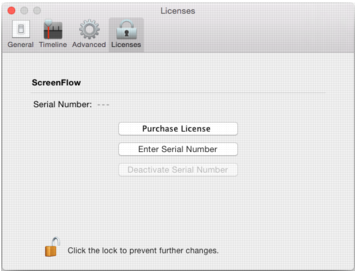 Licenses
General Timeline Advanced Licenses
ScreenFlow
Serial Number: ---
Purchase License
Enter Serial Number
Deactivate Serial Number
Click the lock to prevent further changes.